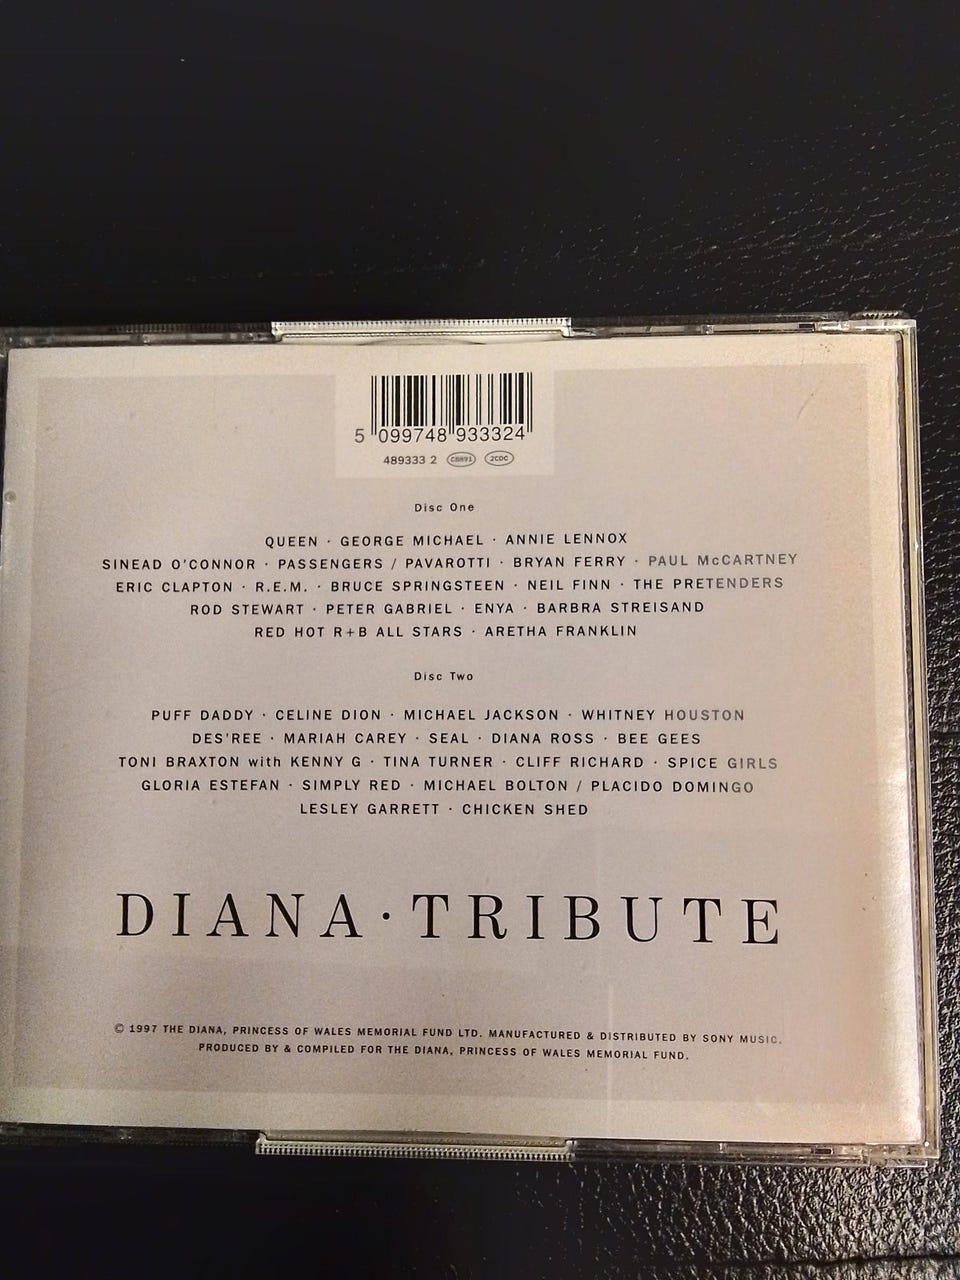 5 099748 933324
489333 2 CB891 2CDC
Disc One
QUEEN · GEORGE MICHAEL · ANNIE LENNOX
SINEAD O'CONNOR · PASSENGERS / PAVAROTTI · BRYAN FERRY · PAUL McCARTNEY
ERIC CLAPTON · R.E.M. · BRUCE SPRINGSTEEN · NEIL FINN · THE PRETENDERS
ROD STEWART · PETER GABRIEL · ENYA · BARBRA STREISAND
RED HOT R+B ALL STARS · ARETHA FRANKLIN
Disc Two
PUFF DADDY · CELINE DION · MICHAEL JACKSON · WHITNEY HOUSTON
DES'REE · MARIAH CAREY · SEAL · DIANA ROSS · BEE GEES
TONI BRAXTON with KENNY G · TINA TURNER · CLIFF RICHARD · SPICE GIRLS
GLORIA ESTEFAN · SIMPLY RED · MICHAEL BOLTON / PLACIDO DOMINGO
LESLEY GARRETT · CHICKEN SHED
DIANA · TRIBUTE
© 1997 THE DIANA, PRINCESS OF WALES MEMORIAL FUND LTD. MANUFACTURED & DISTRIBUTED BY SONY MUSIC.
PRODUCED BY & COMPILED FOR THE DIANA, PRINCESS OF WALES MEMORIAL FUND.